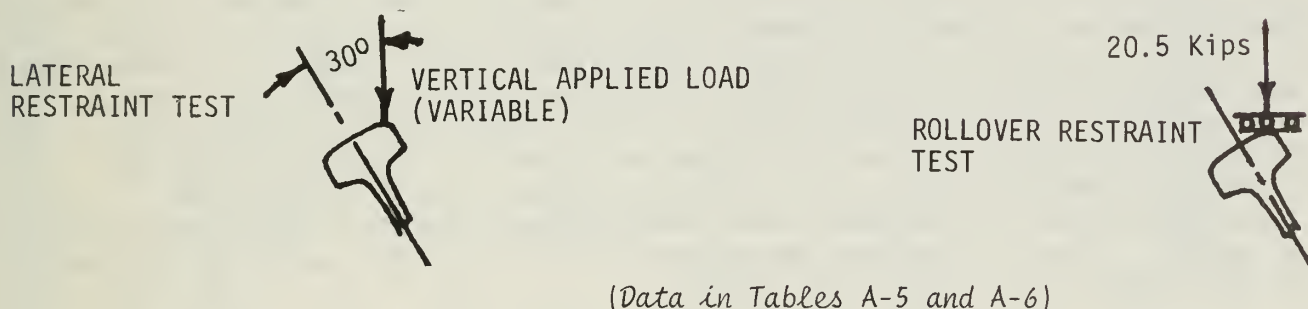 LATERAL
RESTRAINT TEST
30°
VERTICAL APPLIED LOAD
(VARIABLE)
20.5 Kips
ROLLOVER RESTRAINT
TEST
(Data in Tables A-5 and A-6)